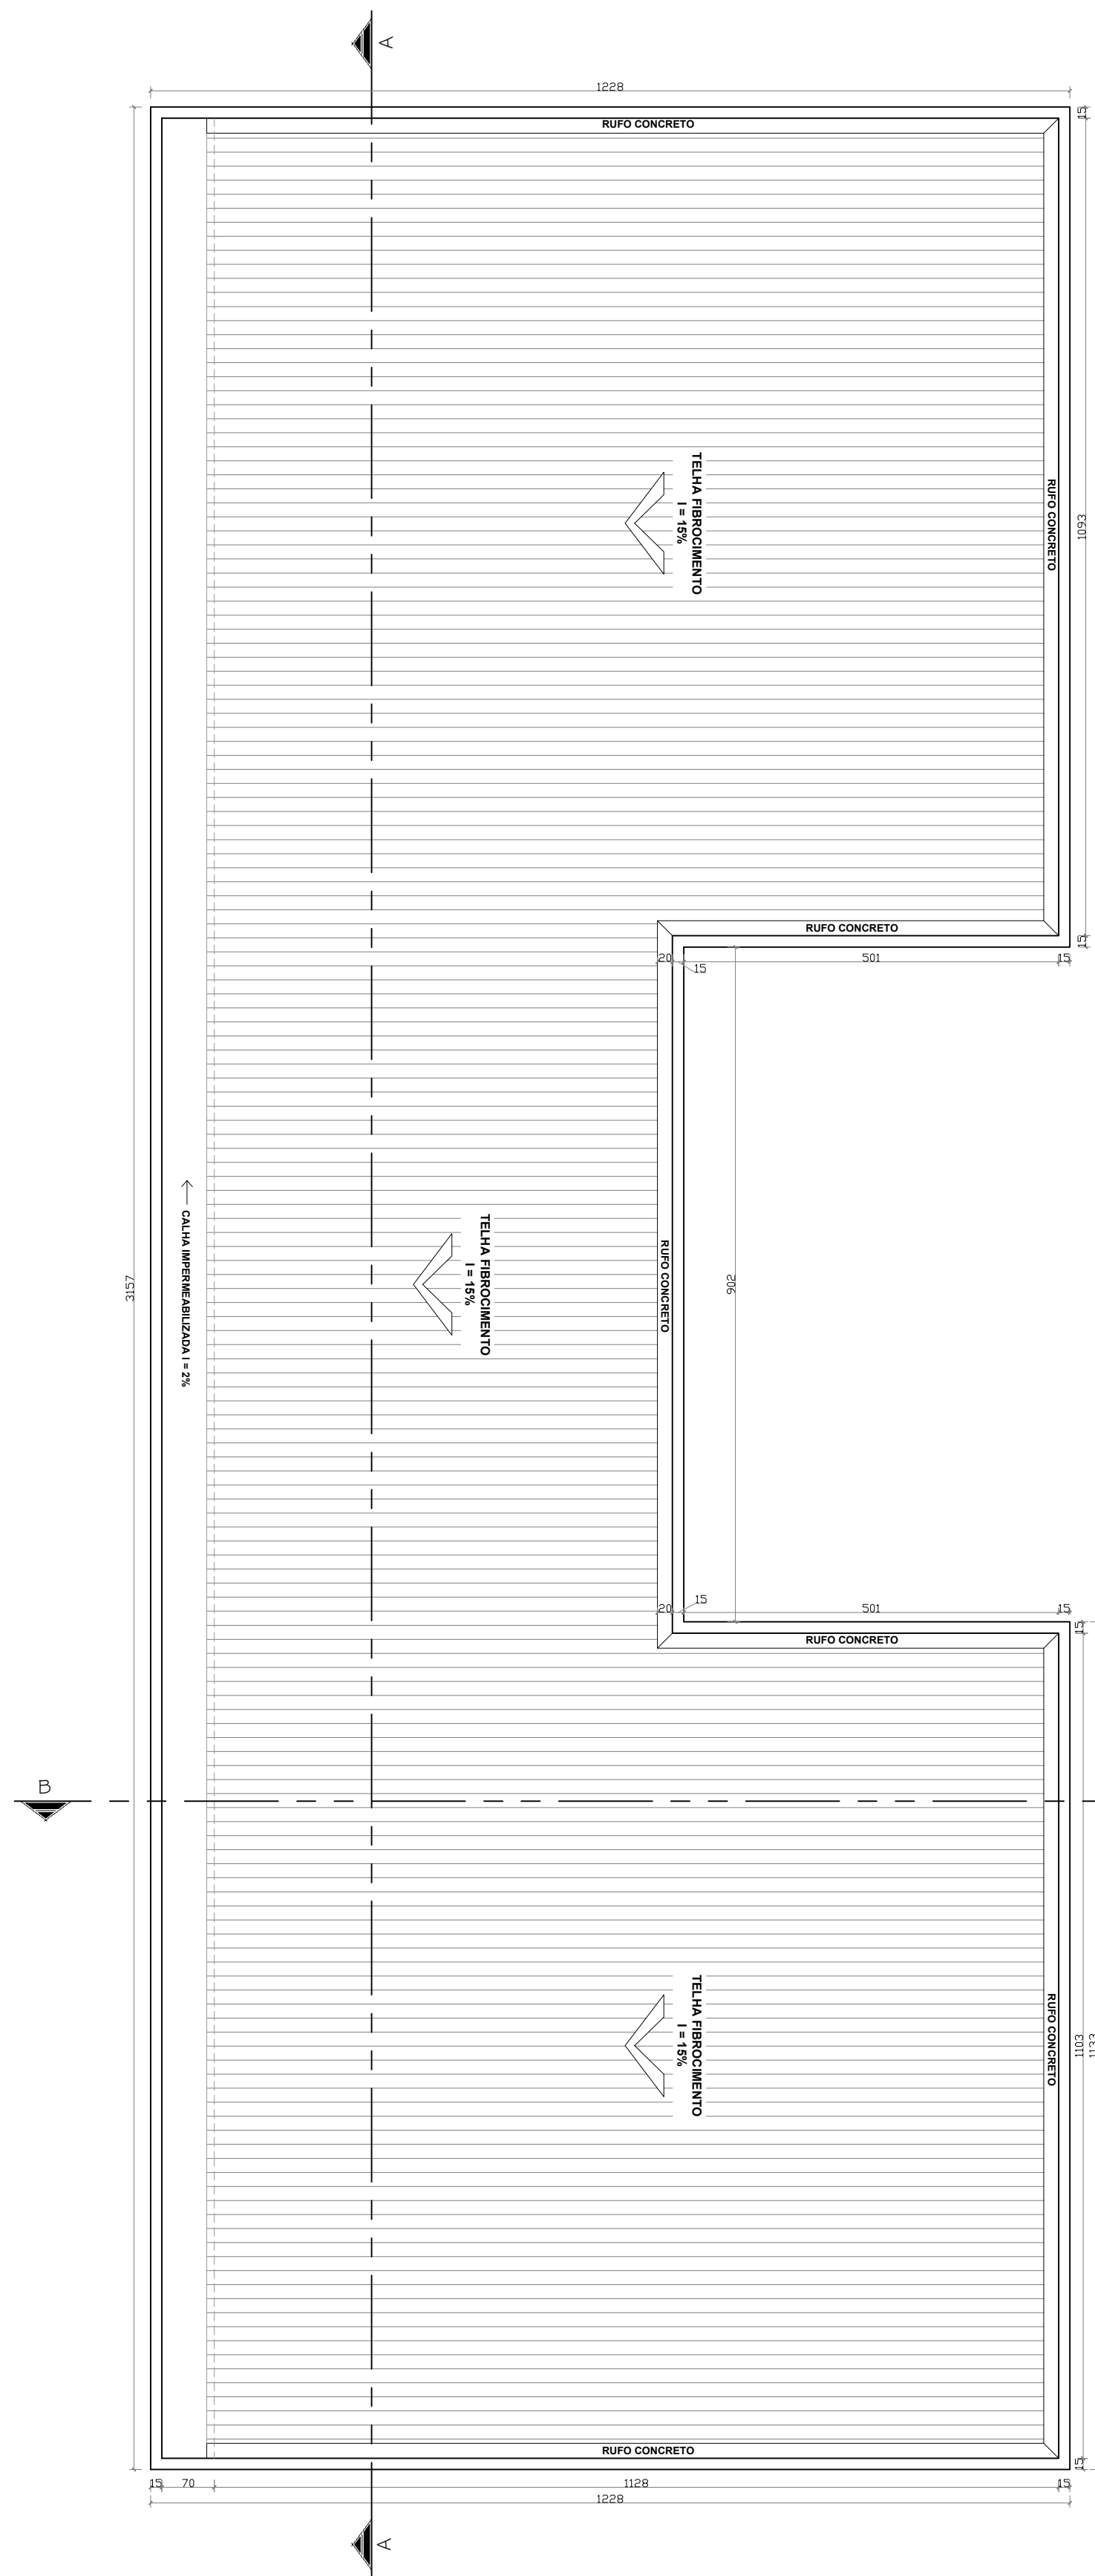 A
1228
15
RUFO CONCRETO
TELHA FIBROCIMENTO
I = 15%
RUFO CONCRETO
1093
RUFO CONCRETO
15
20
15
501
15
CALHA IMPERMEABILIZADA I = 2%
3157
TELHA FIBROCIMENTO
I = 15%
RUFO CONCRETO
902
20
15
501
15
15
RUFO CONCRETO
B
TELHA FIBROCIMENTO
I = 15%
RUFO CONCRETO
1103
1133
RUFO CONCRETO
15
15
70
1128
15
1228
A